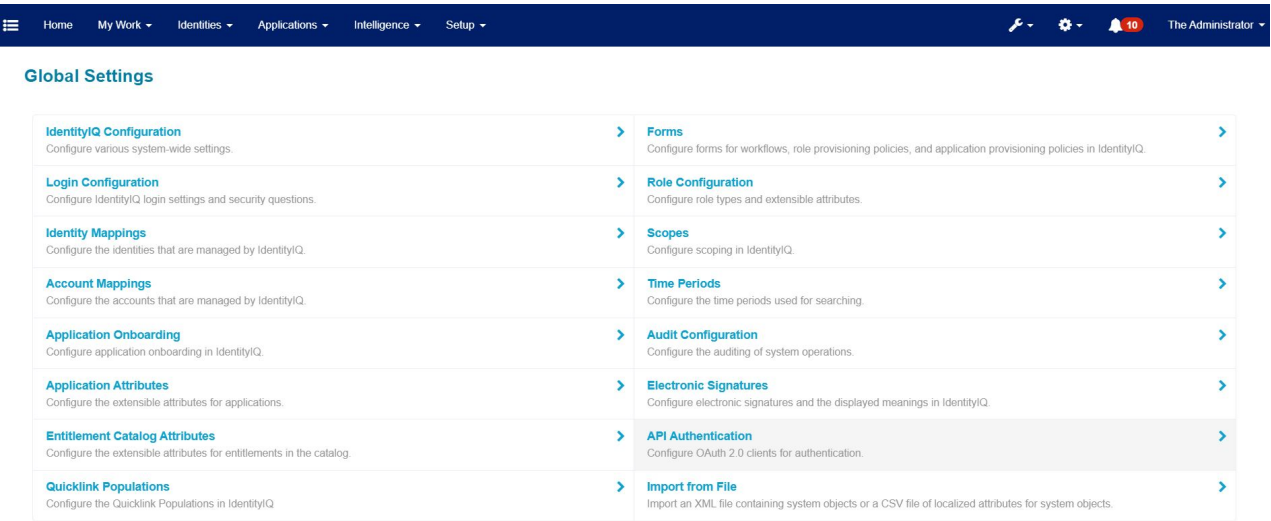 Home My Work Identities Applications Intelligence Setup 10 The Administrator
Global Settings
IdentityIQ Configuration
Configure various system-wide settings.
Forms
Configure forms for workflows, role provisioning policies, and application provisioning policies in IdentityIQ.
Login Configuration
Configure IdentityIQ login settings and security questions.
Role Configuration
Configure role types and extensible attributes.
Identity Mappings
Configure the identities that are managed by IdentityIQ.
Scopes
Configure scoping in IdentityIQ.
Account Mappings
Configure the accounts that are managed by IdentityIQ.
Time Periods
Configure the time periods used for searching.
Application Onboarding
Configure application onboarding in IdentityIQ.
Audit Configuration
Configure the auditing of system operations.
Application Attributes
Configure the extensible attributes for applications.
Electronic Signatures
Configure electronic signatures and the displayed meanings in IdentityIQ.
Entitlement Catalog Attributes
Configure the extensible attributes for entitlements in the catalog.
API Authentication
Configure OAuth 2.0 clients for authentication.
Quicklink Populations
Configure the Quicklink Populations in IdentityIQ
Import from File
Import an XML file containing system objects or a CSV file of localized attributes for system objects.